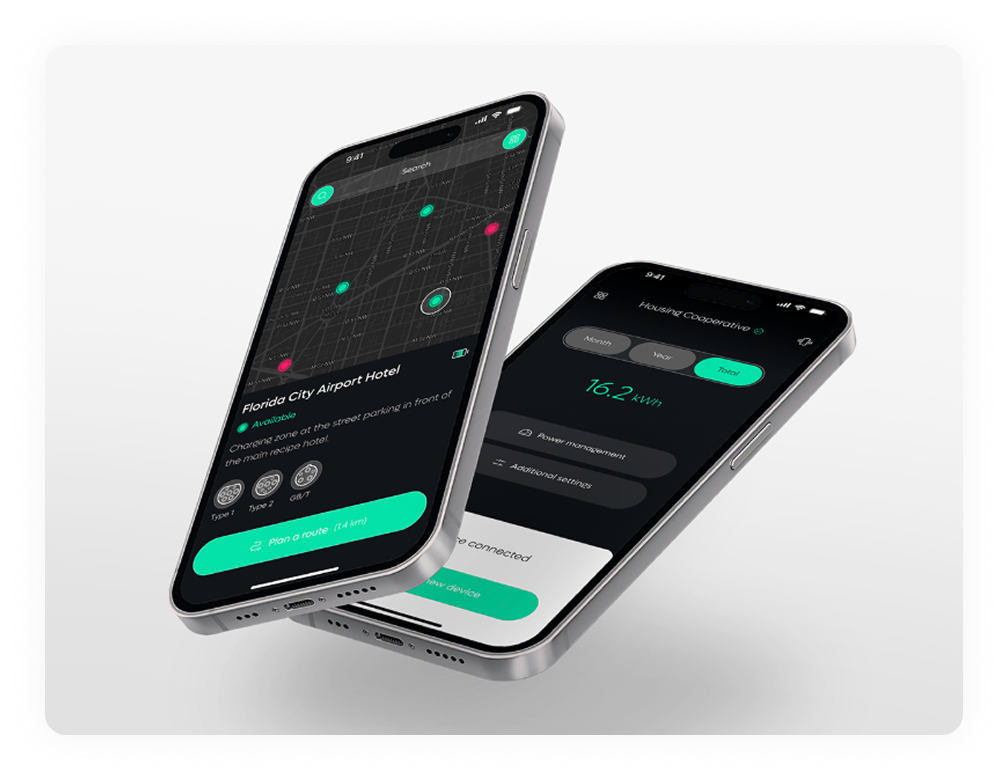 9:41
Search
Florida City Airport Hotel
Available
Charging zone at the street parking in front of
the main recipe hotel.
Type 1
Type 2
GB/T
Plan a route (1.4 km)
9:41
Housing Cooperative
Month
Year
Total
16.2 kWh
Power management
Additional settings
connected
device